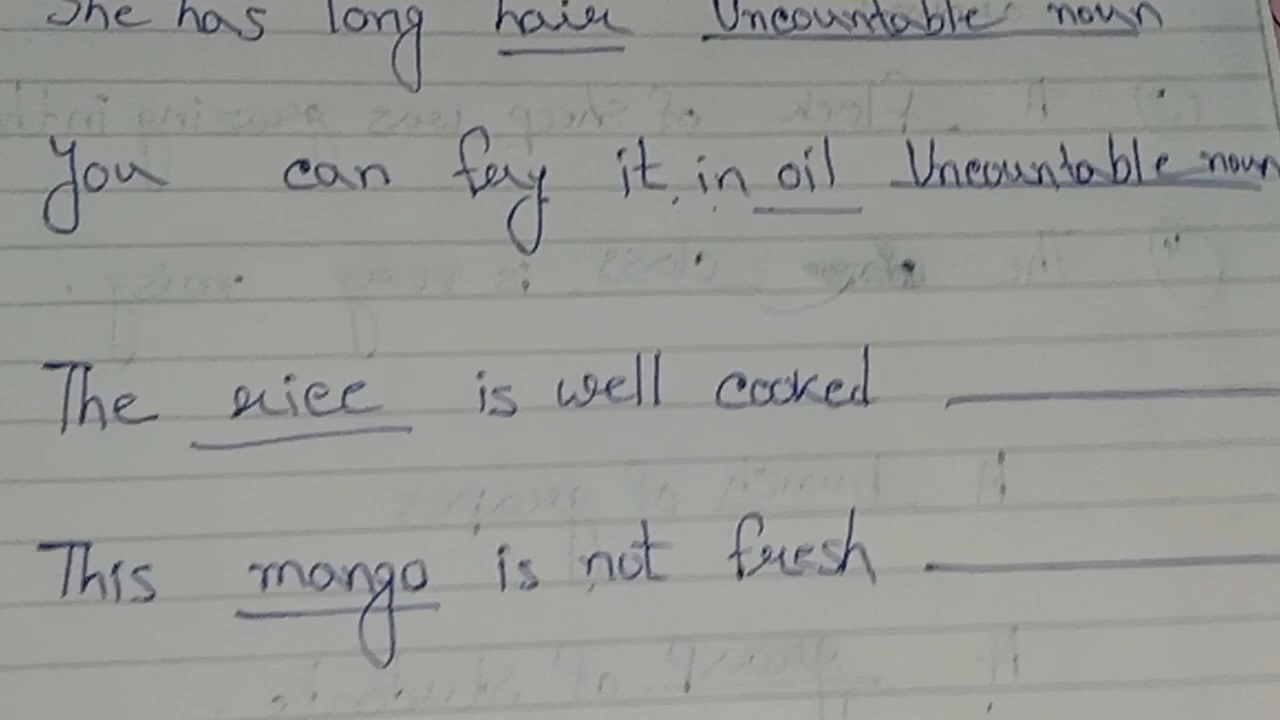 She has long hair Uncountable noun
You can fry it in oil Uncountable noun
The rice is well cooked
This mango is not fresh